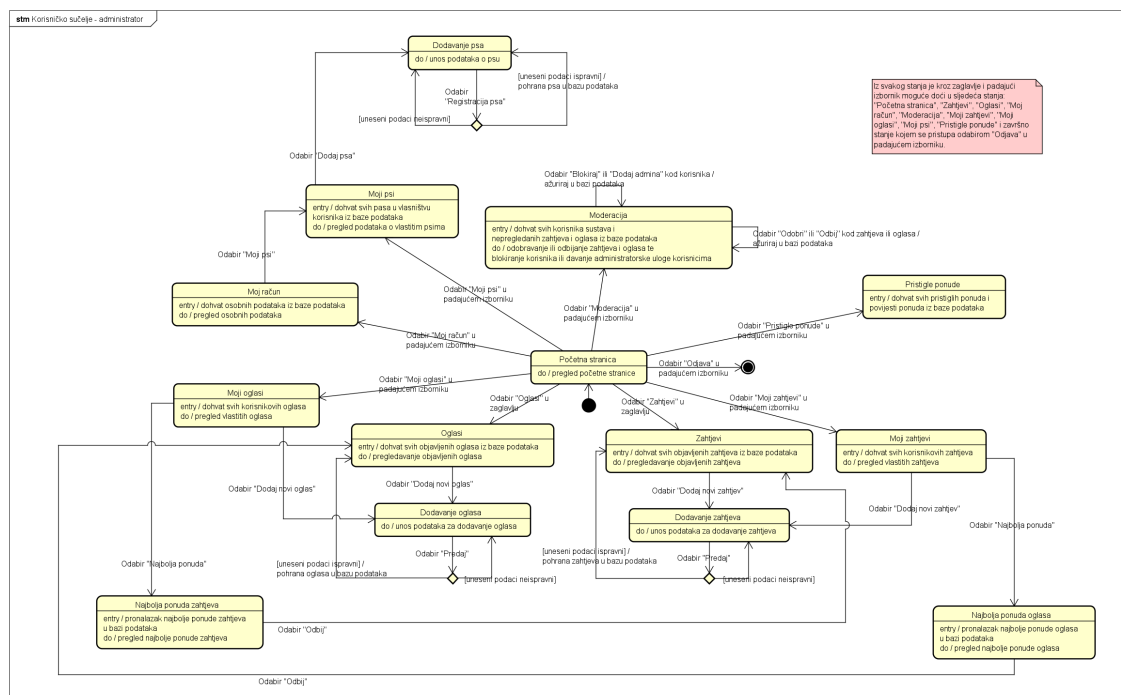 stm Korisničko sučelje - administrator
Dodavanje psa
do / unos podataka o psu
[uneseni podaci ispravni] /
pohrana psa u bazu podataka
Odabir
"Registracija psa"
[uneseni podaci neispravni]
Iz svakog stanja je kroz zaglavlje i padajući
izbornik moguće doći u sljedeća stanja:
"Početna stranica", "Zahtjevi", "Oglasi", "Moj
račun", "Moderacija", "Moji zahtjevi", "Moji
oglasi", "Moji psi", "Pristigle ponude" i završno
stanje kojem se pristupa odabirom "Odjava" u
padajućem izborniku.
Odabir "Dodaj psa"
Odabir "Blokiraj" ili "Dodaj admina" kod korisnika /
ažuriraj u bazi podataka
Moji psi
entry / dohvat svih pasa u vlasništvu
korisnika iz baze podataka
do / pregled podataka o vlastitim psima
Moderacija
entry / dohvat svih korisnika sustava i
nepregledanih zahtjeva i oglasa iz baze podataka
do / odobravanje ili odbijanje zahtjeva i oglasa te
blokiranje korisnika ili davanje administratorske uloge korisnicima
Odabir "Odobri" ili "Odbij" kod zahtjeva ili oglasa /
ažuriraj u bazi podataka
Odabir "Moji psi"
Moj račun
entry / dohvat osobnih podataka iz baze podataka
do / pregled osobnih podataka
Odabir "Moji psi" u
padajućem izborniku
Odabir "Moderacija" u
padajućem izborniku
Pristigle ponude
entry / dohvat svih pristiglih ponuda i
povijesti ponuda iz baze podataka
Odabir "Moj račun" u
padajućem izborniku
Odabir "Pristigle ponude" u
padajućem izborniku
Početna stranica
do / pregled početne stranice
Odabir "Odjava" u
padajućem izborniku
Odabir "Moji oglasi" u
padajućem izborniku
Moji oglasi
entry / dohvat svih korisnikovih oglasa
do / pregled vlastitih oglasa
Odabir "Oglasi" u
zaglavlju
Odabir "Zahtjevi" u
zaglavlju
Odabir "Moji zahtjevi" u
padajućem izborniku
Oglasi
entry / dohvat svih objavljenih oglasa iz baze podataka
do / pregledavanje objavljenih oglasa
Zahtjevi
entry / dohvat svih objavljenih zahtjeva iz baze podataka
do / pregledavanje objavljenih zahtjeva
Moji zahtjevi
entry / dohvat svih korisnikovih zahtjeva
do / pregled vlastitih zahtjeva
Odabir "Dodaj novi oglas"
Odabir "Dodaj novi oglas"
Odabir "Dodaj novi zahtjev"
Odabir "Dodaj novi zahtjev"
Dodavanje oglasa
do / unos podataka za dodavanje oglasa
Dodavanje zahtjeva
do / unos podataka za dodavanje zahtjeva
Odabir "Najbolja ponuda"
Odabir "Najbolja ponuda"
[uneseni podaci ispravni] /
pohrana oglasa u bazu podataka
Odabir "Predaj"
[uneseni podaci neispravni]
[uneseni podaci ispravni] /
pohrana zahtjeva u bazu podataka
Odabir "Predaj"
[uneseni podaci neispravni]
Najbolja ponuda zahtjeva
entry / pronalazak najbolje ponude zahtjeva
u bazi podataka
do / pregled najbolje ponude zahtjeva
Odabir "Odbij"
Najbolja ponuda oglasa
entry / pronalazak najbolje ponude oglasa
u bazi podataka
do / pregled najbolje ponude oglasa
Odabir "Odbij"